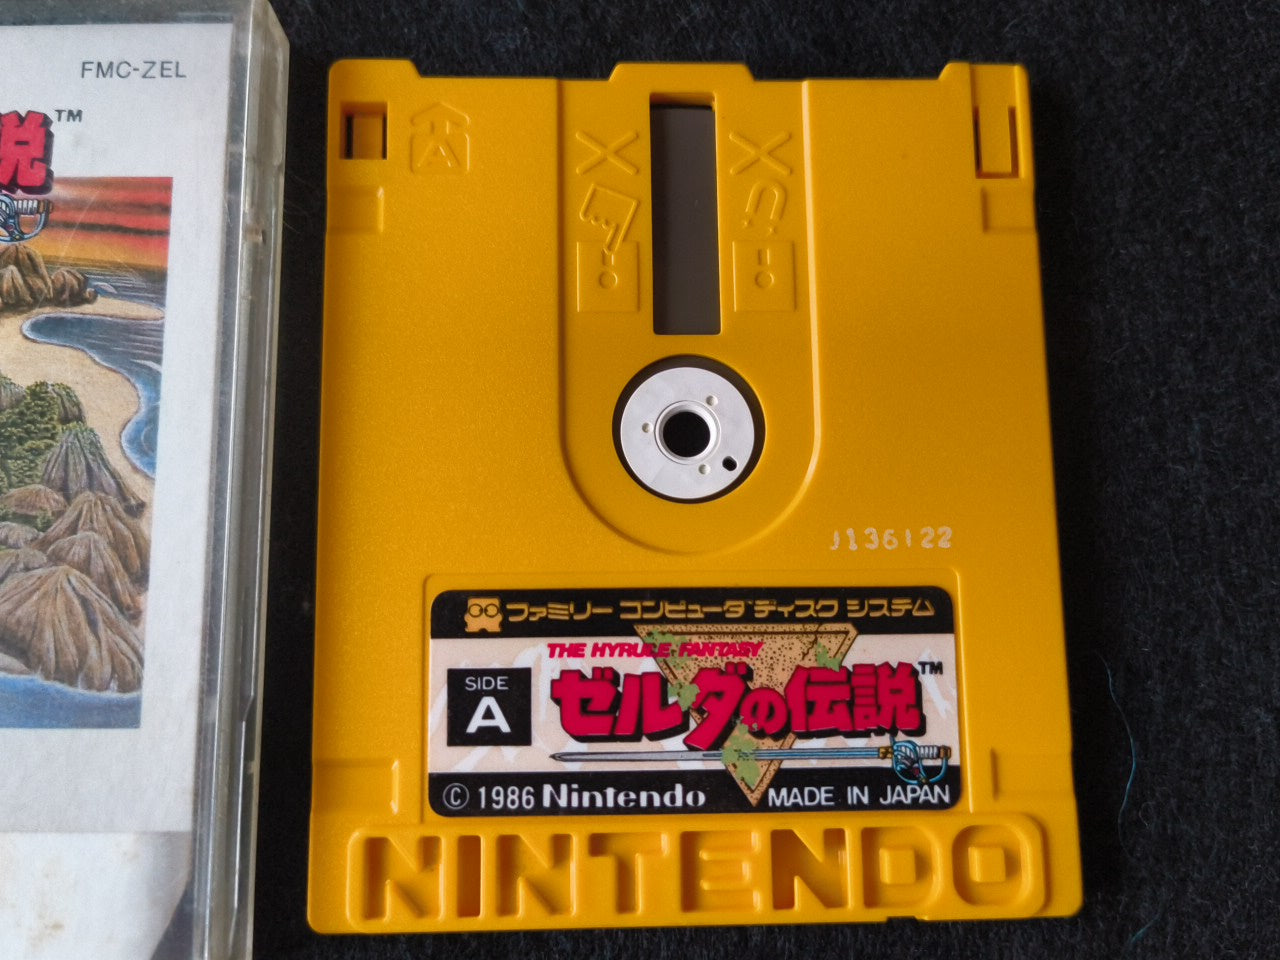 FMC-ZEL
説™
A
J136122
ファミリー コンピュータ ディスク システム
THE HYRULE FANTASY
ゼルダの伝説™
SIDE
A
© 1986 Nintendo MADE IN JAPAN
NINTENDO